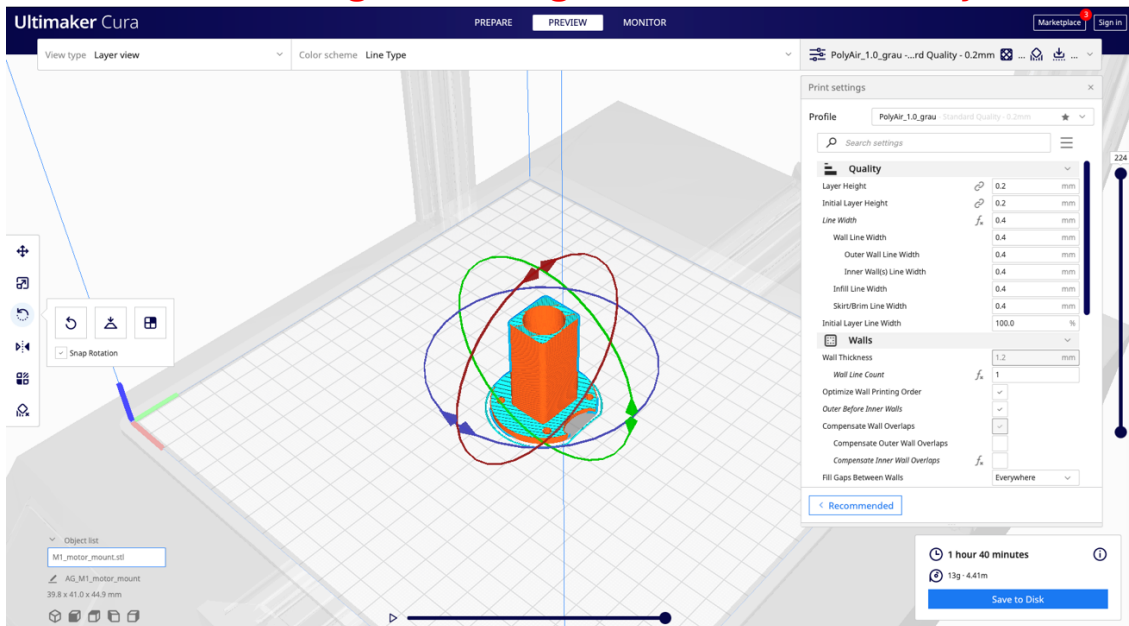 Ultimaker Cura
PREPARE PREVIEW MONITOR
Marketplace 3 Sign in
View type Layer view
Color scheme Line Type
PolyAir_1.0_grau -...rd Quality - 0.2mm ... ...
Print settings
Profile PolyAir_1.0_grau Standard Quality - 0.2mm
Search settings
224
Quality
Layer Height 0.2 mm
Initial Layer Height 0.2 mm
Line Width 0.4 mm
Wall Line Width 0.4 mm
Outer Wall Line Width 0.4 mm
Inner Wall(s) Line Width 0.4 mm
Infill Line Width 0.4 mm
Skirt/Brim Line Width 0.4 mm
Initial Layer Line Width 100.0 %
Walls
Wall Thickness 1.2 mm
Wall Line Count 1
Optimize Wall Printing Order
Outer Before Inner Walls
Compensate Wall Overlaps
Compensate Outer Wall Overlaps
Compensate Inner Wall Overlaps
Fill Gaps Between Walls Everywhere
Recommended
Snap Rotation
Object list
M1_motor_mount.stl
AG_M1_motor_mount
39.8 x 41.0 x 44.9 mm
1 hour 40 minutes
13g · 4.41m
Save to Disk